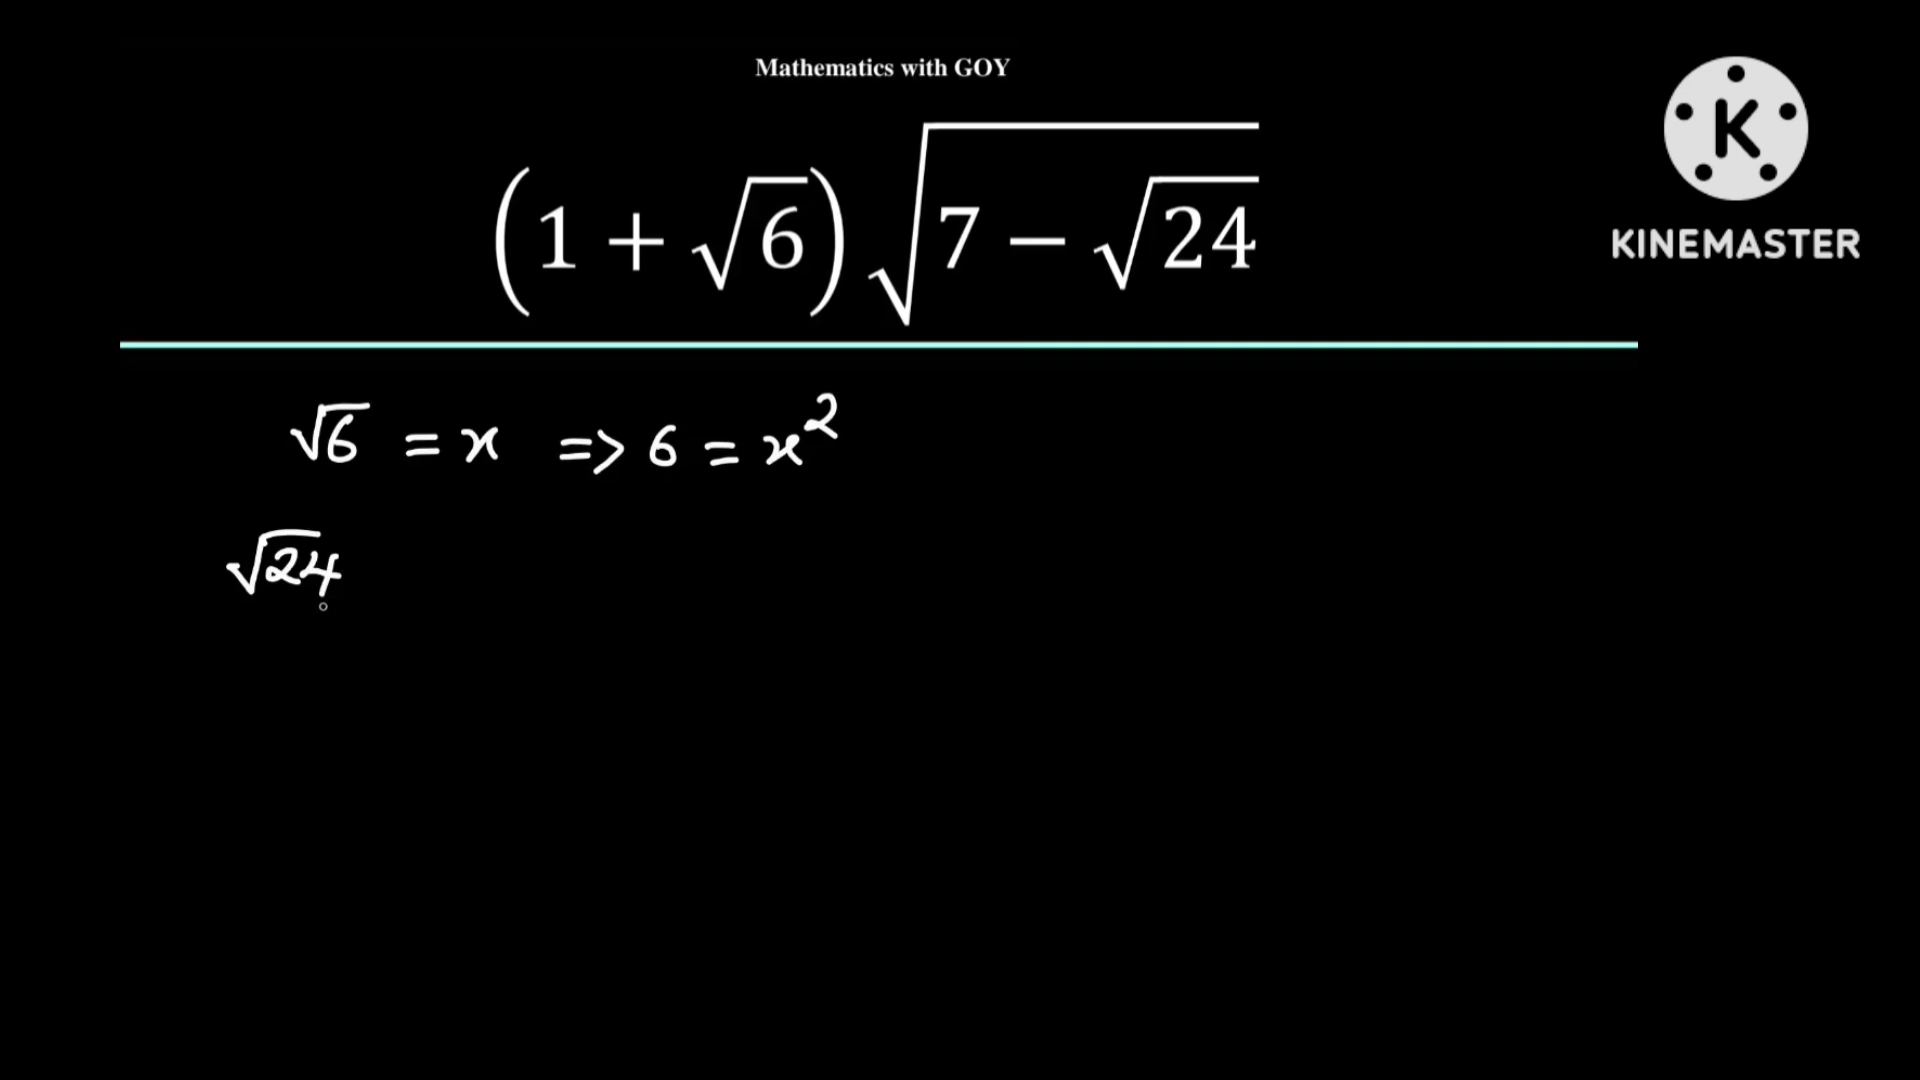 Mathematics with GOY
(1 + √6) √(7 − √24)
K
KINEMASTER
√6 = x => 6 = x²
√24